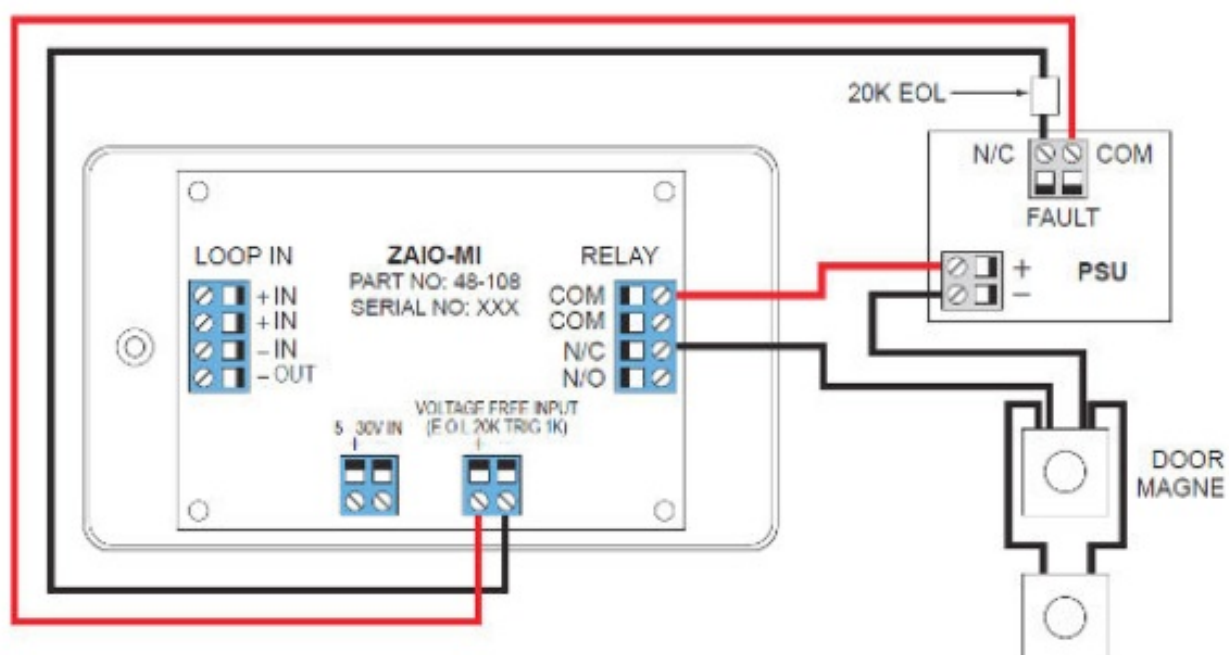 20K EOL
N/C
COM
FAULT
+
PSU
–
LOOP IN
+ IN
+ IN
– IN
– OUT
ZAIO-MI
PART NO: 48-108
SERIAL NO: XXX
RELAY
COM
COM
N/C
N/O
5 30V IN
+ –
VOLTAGE FREE INPUT
(E.O.L 20K TRIG 1K)
+ –
DOOR
MAGNE